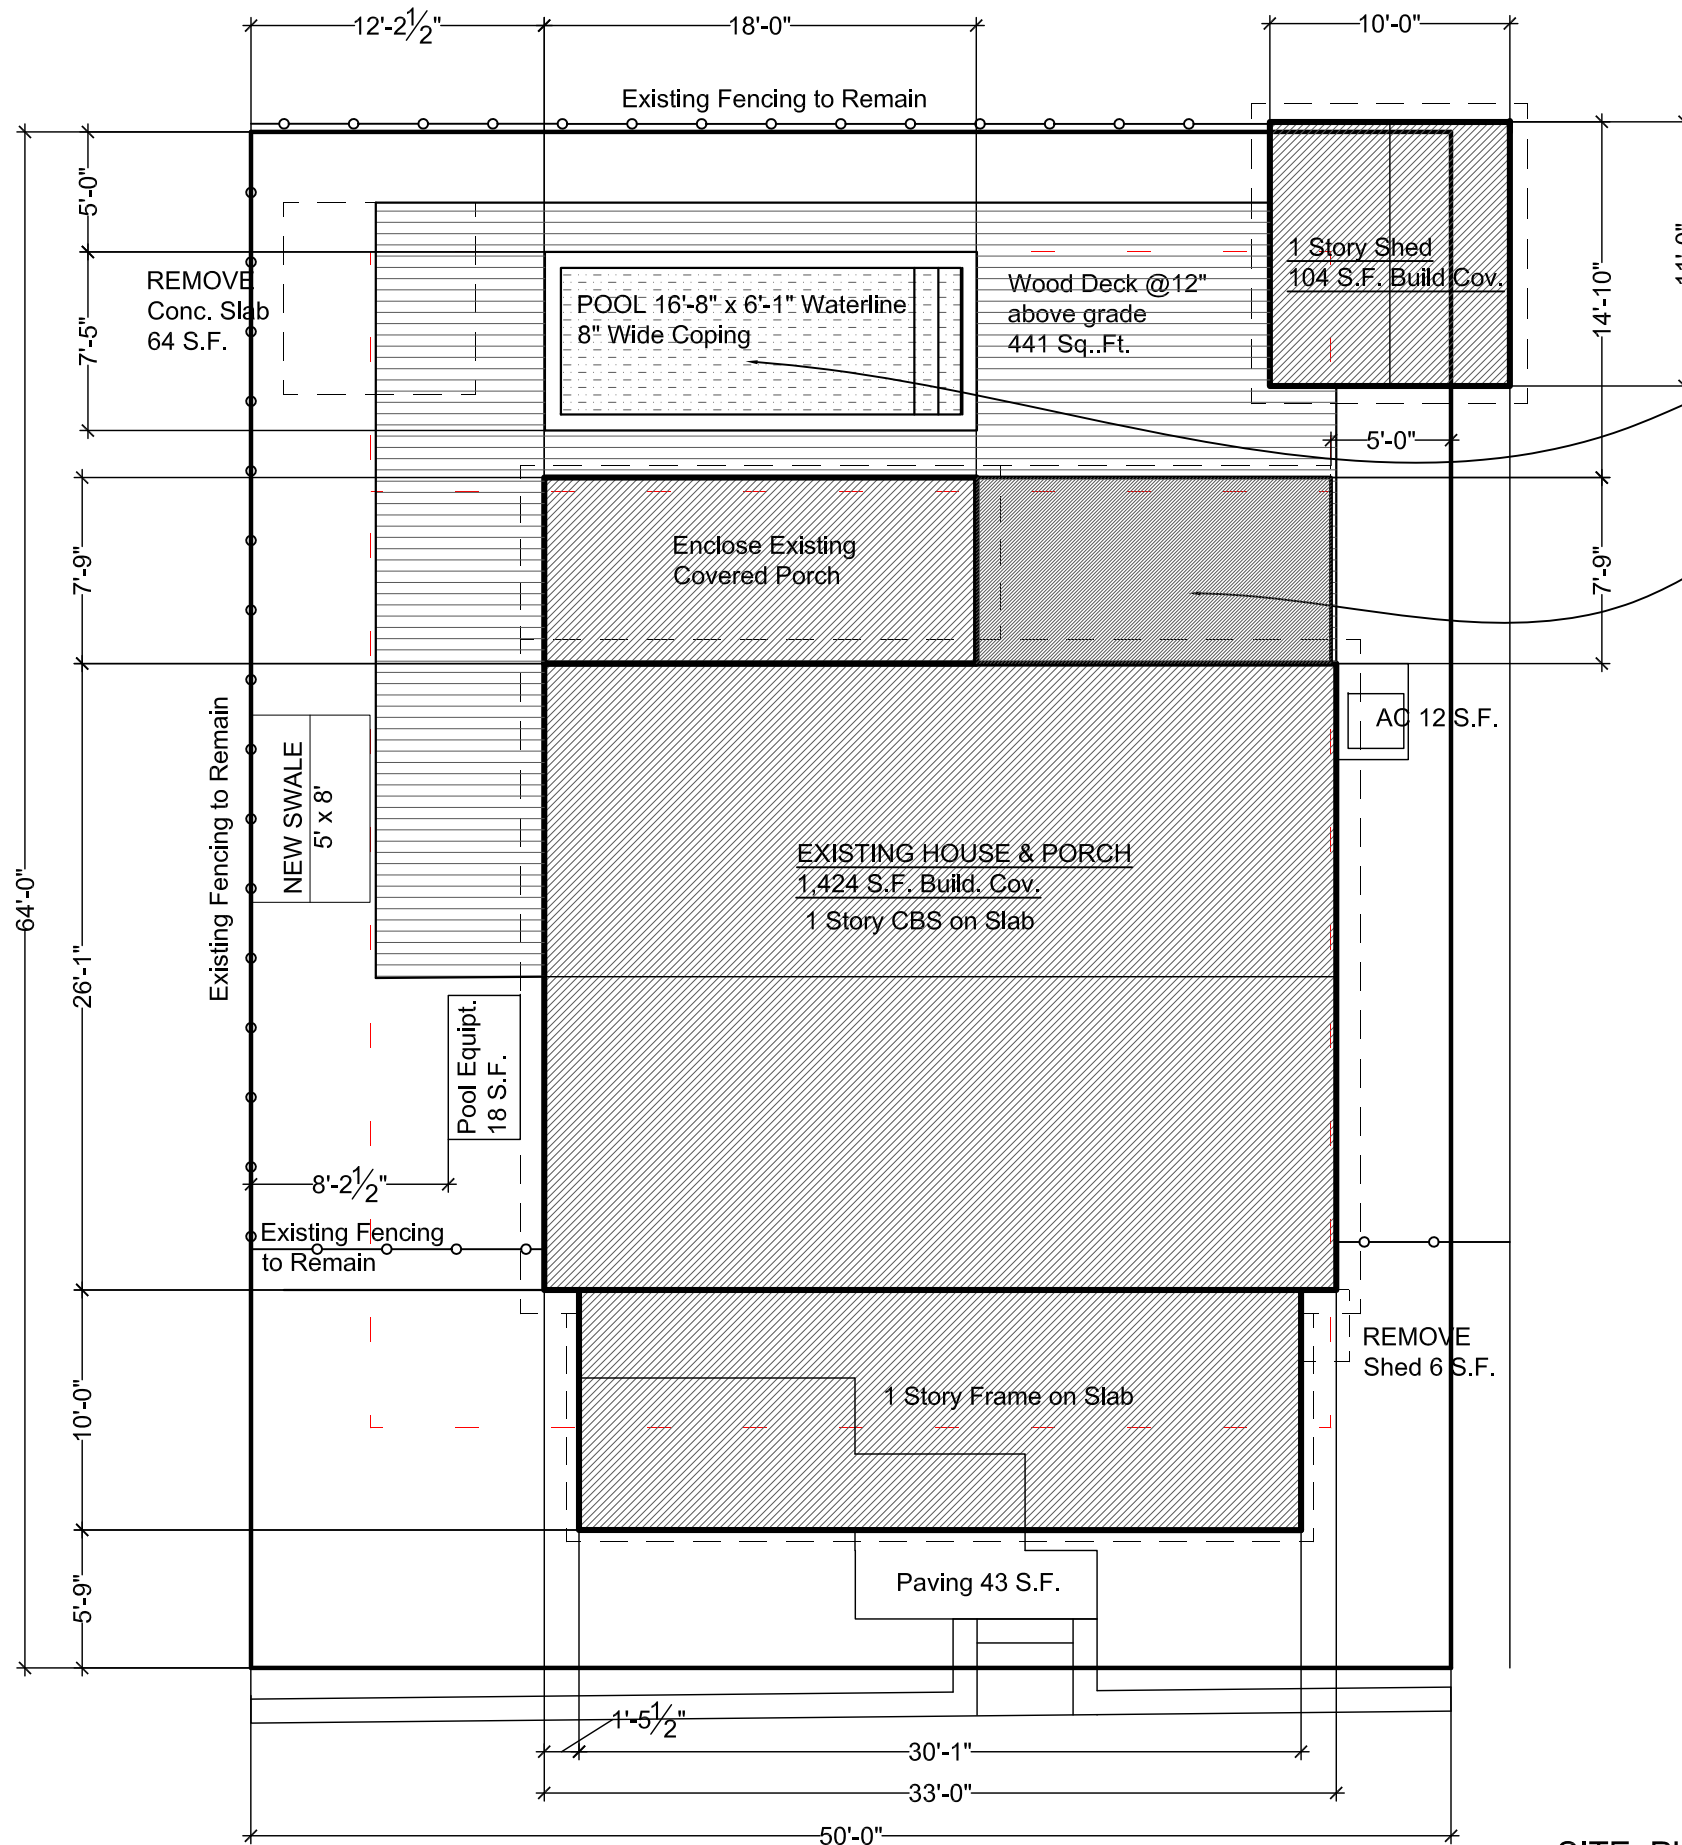 12'-2½"
18'-0"
10'-0"
Existing Fencing to Remain
5'-0"
7'-5"
REMOVE
Conc. Slab
64 S.F.
POOL 16'-8" x 6'-1" Waterline
8" Wide Coping
Wood Deck @12"
above grade
441 Sq..Ft.
1 Story Shed
104 S.F. Build Cov.
14'-10"
5'-0"
7'-9"
Enclose Existing
Covered Porch
7'-9"
AC 12 S.F.
Existing Fencing to Remain
NEW SWALE
5' x 8'
64'-0"
26'-1"
EXISTING HOUSE & PORCH
1,424 S.F. Build. Cov.
1 Story CBS on Slab
Pool Equipt.
18 S.F.
8'-2½"
Existing Fencing
to Remain
REMOVE
Shed 6 S.F.
10'-0"
1 Story Frame on Slab
5'-9"
Paving 43 S.F.
1'-5½"
30'-1"
33'-0"
50'-0"